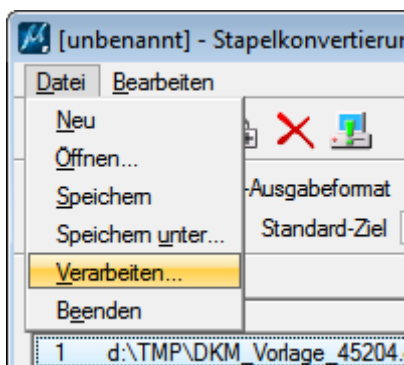 [unbenannt] - Stapelkonvertierun
Datei Bearbeiten
Neu
Öffnen...
Speichern
-Ausgabeformat
Speichern unter...
Standard-Ziel
Verarbeiten...
Beenden
1 d:\TMP\DKM_Vorlage_45204.